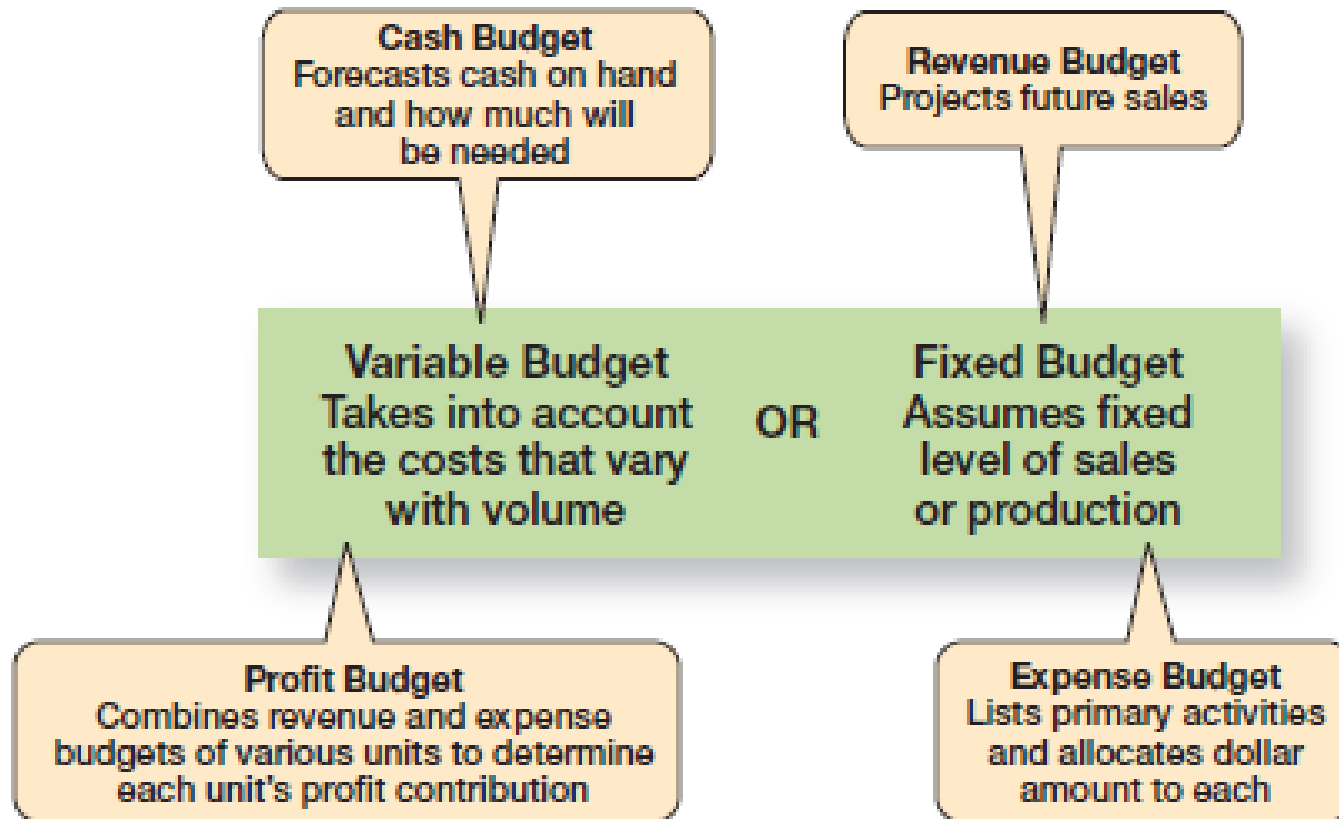 Cash Budget
Forecasts cash on hand
and how much will
be needed
Revenue Budget
Projects future sales
Variable Budget
Takes into account
the costs that vary
with volume
OR
Fixed Budget
Assumes fixed
level of sales
or production
Profit Budget
Combines revenue and expense
budgets of various units to determine
each unit's profit contribution
Expense Budget
Lists primary activities
and allocates dollar
amount to each